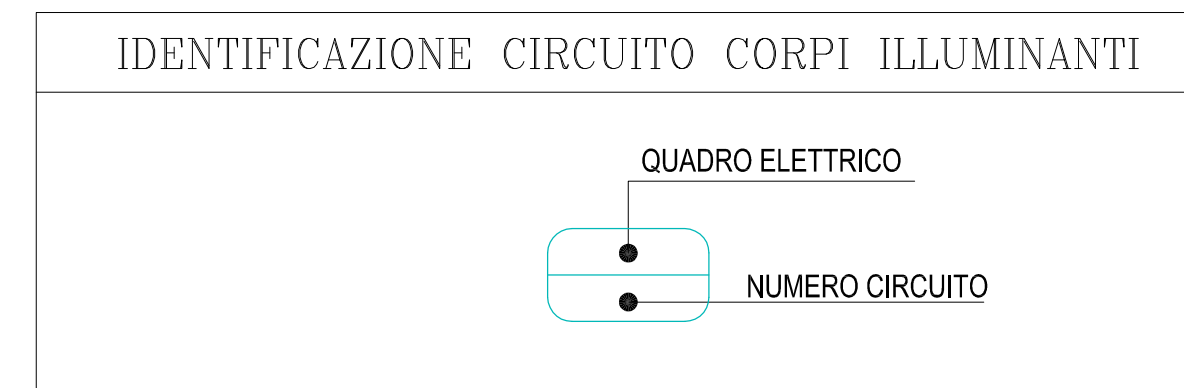 IDENTIFICAZIONE CIRCUITO CORPI ILLUMINANTI
QUADRO ELETTRICO
NUMERO CIRCUITO